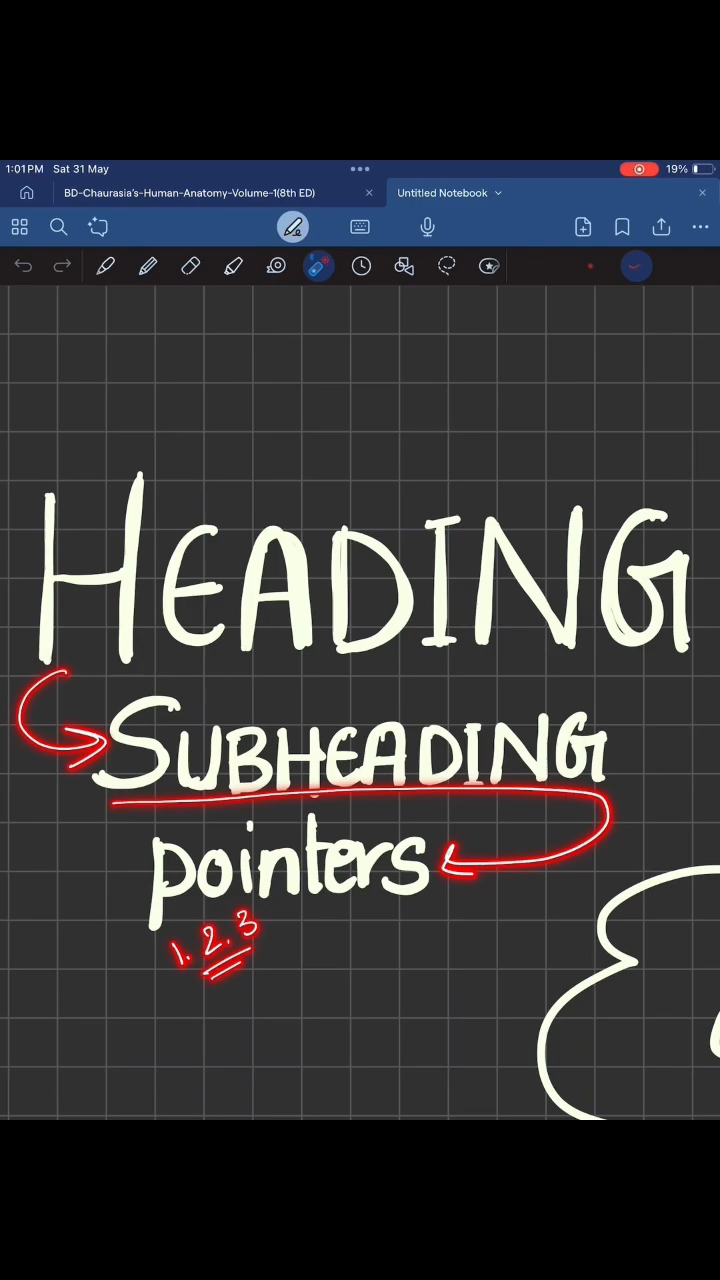 1:01 PM Sat 31 May 19%
BD-Chaurasia's-Human-Anatomy-Volume-1(8th ED) Untitled Notebook
HEADING
SUBHEADING
pointers
1. 2. 3